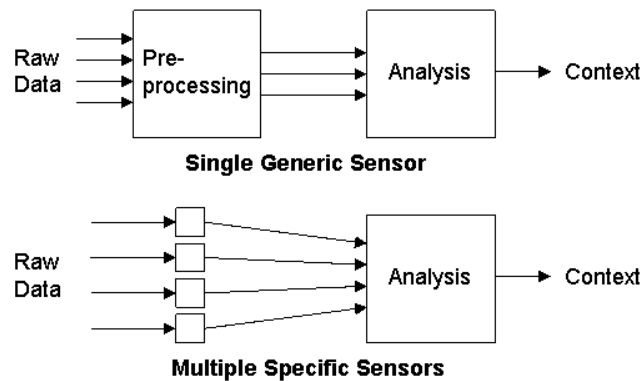 Raw
Data
Pre-
processing
Analysis
Context
Single Generic Sensor
Raw
Data
Analysis
Context
Multiple Specific Sensors